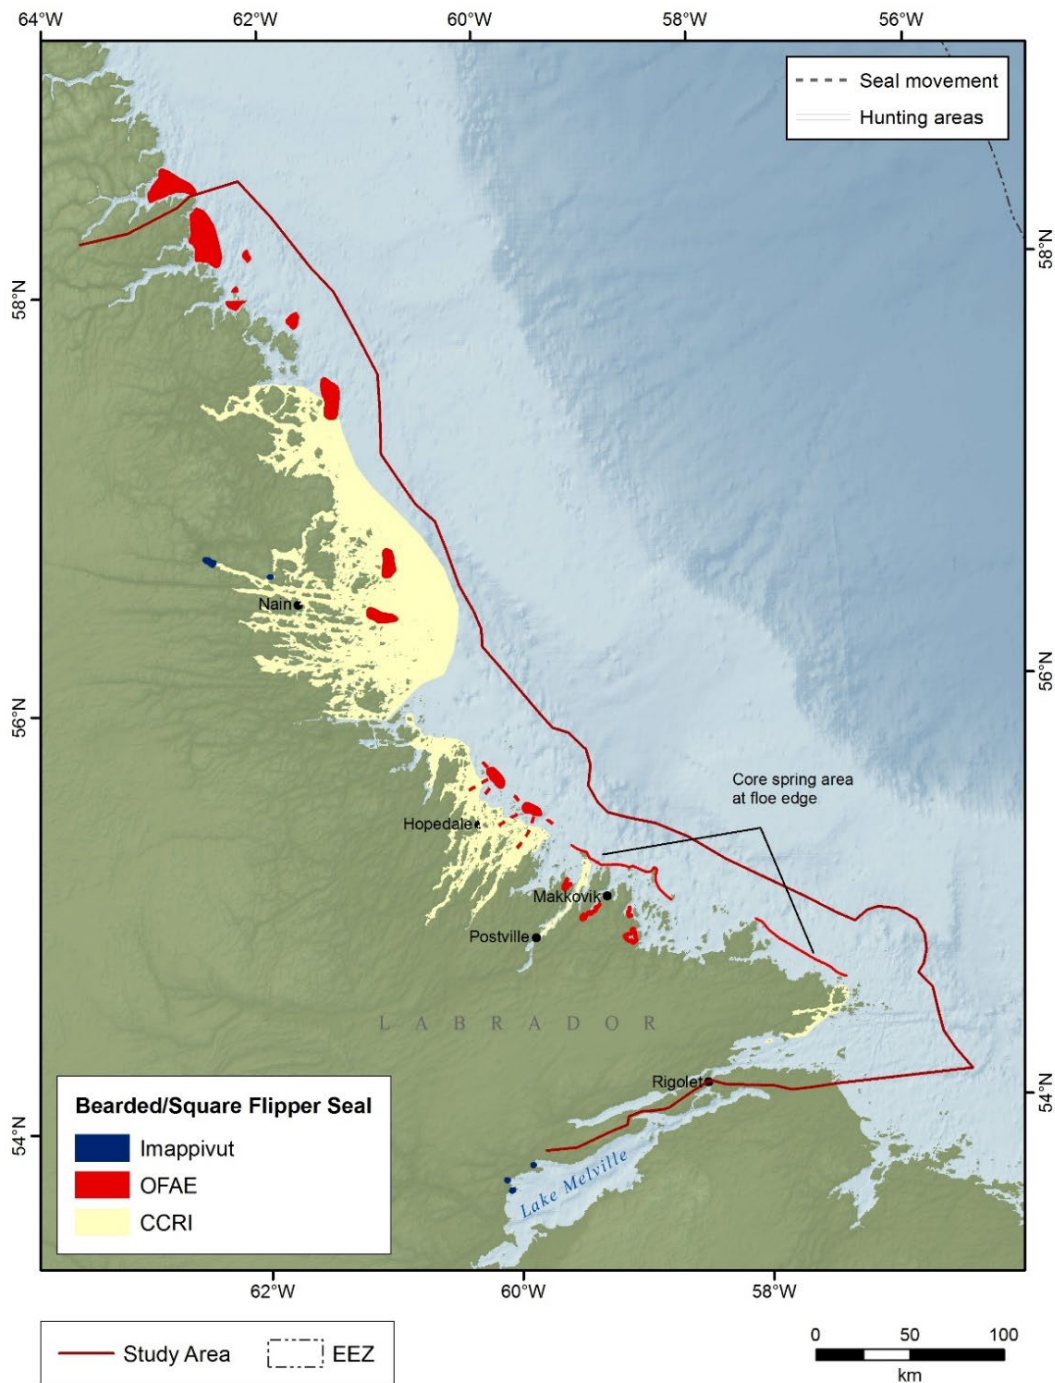 64°W 62°W 60°W 58°W 56°W
Seal movement
Hunting areas
58°N
58°N
Nain
56°N
56°N
Core spring area
at floe edge
Hopedale
Makkovik
Postville
LABRADOR
Rigolet
54°N
54°N
Lake Melville
Bearded/Square Flipper Seal
Imappivut
OFAE
CCRI
62°W 60°W 58°W
Study Area EEZ
0 50 100
km